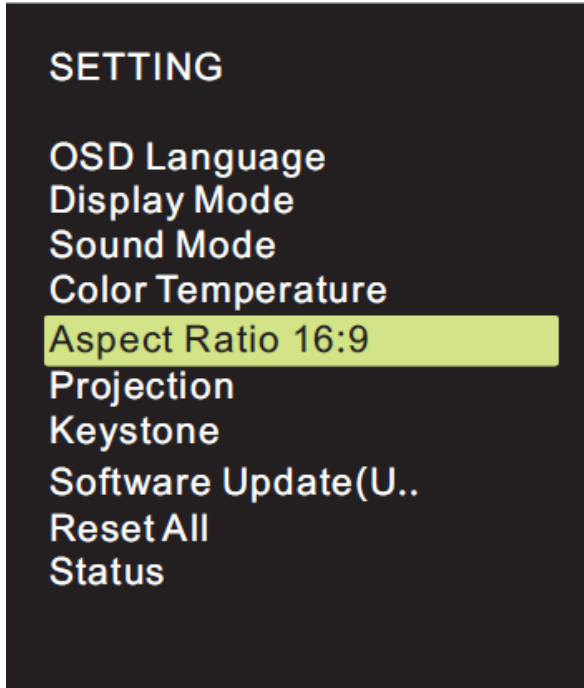 SETTING
OSD Language
Display Mode
Sound Mode
Color Temperature
Aspect Ratio 16:9
Projection
Keystone
Software Update(U..
Reset All
Status